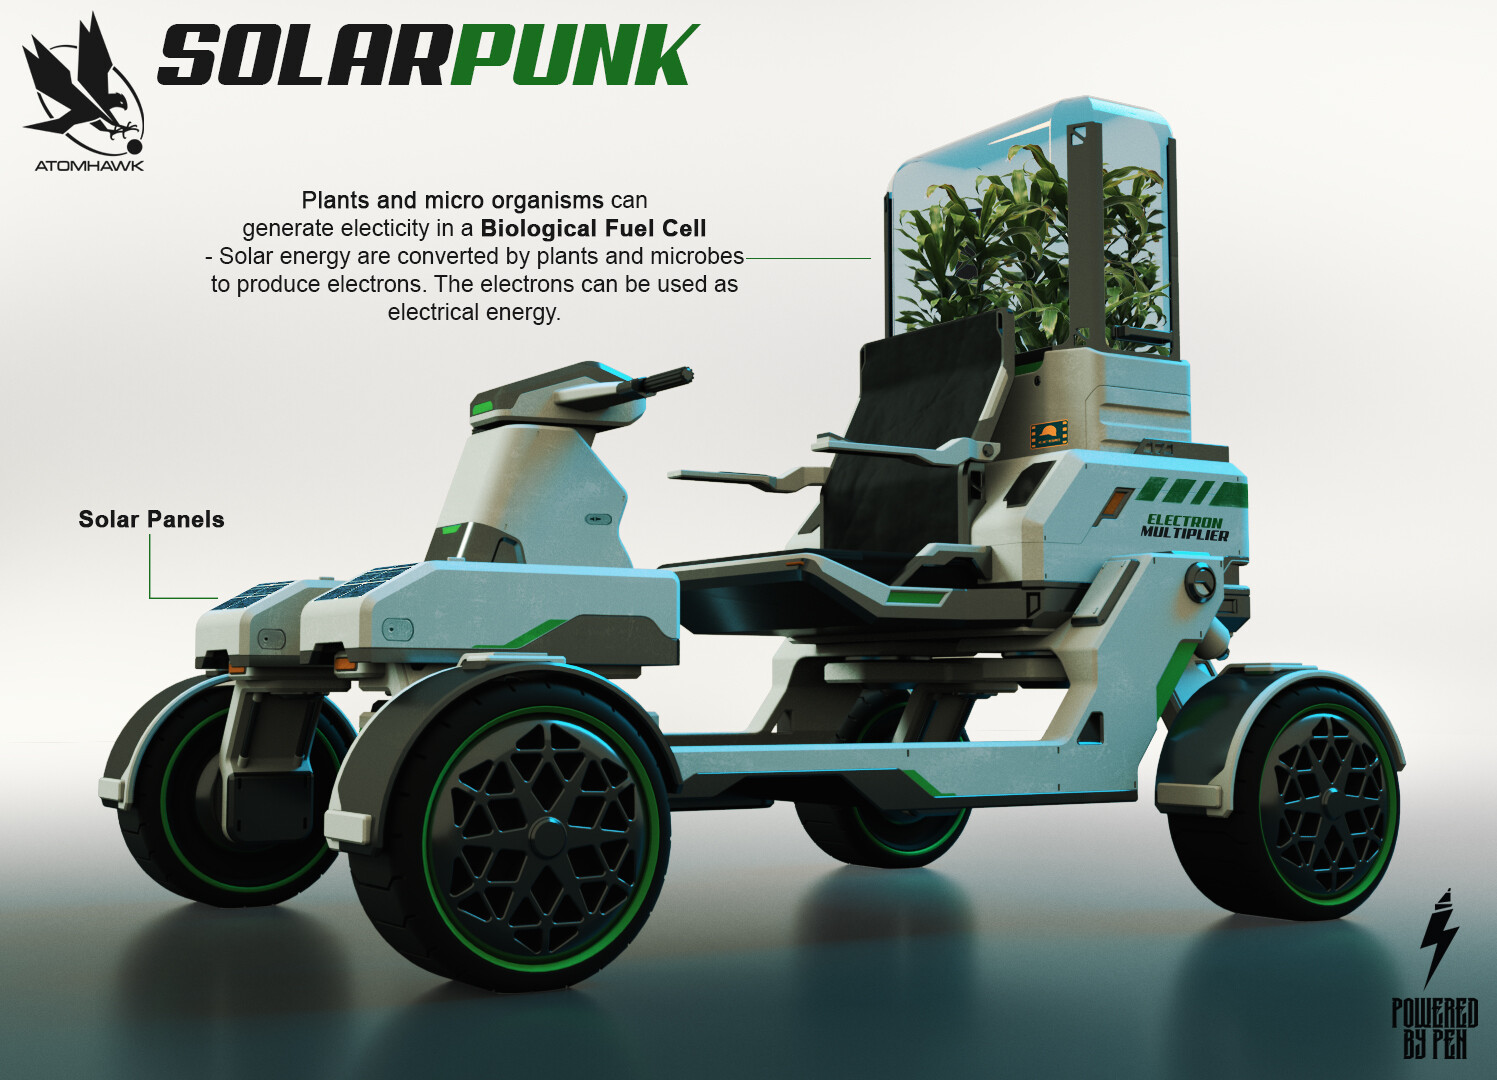 SOLARPUNK
ATOMHAWK
Plants and micro organisms can
generate electicity in a Biological Fuel Cell
- Solar energy are converted by plants and microbes
to produce electrons. The electrons can be used as
electrical energy.
Solar Panels
ELECTRON
MULTIPLIER
POWERED
BY PEN